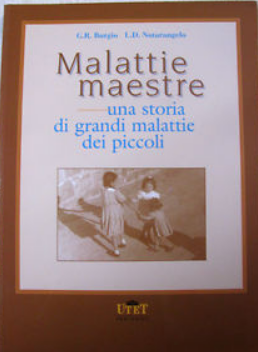 G.R. Burgio L.D. Notarangelo
Malattie
maestre
una storia
di grandi malattie
dei piccoli
UTET